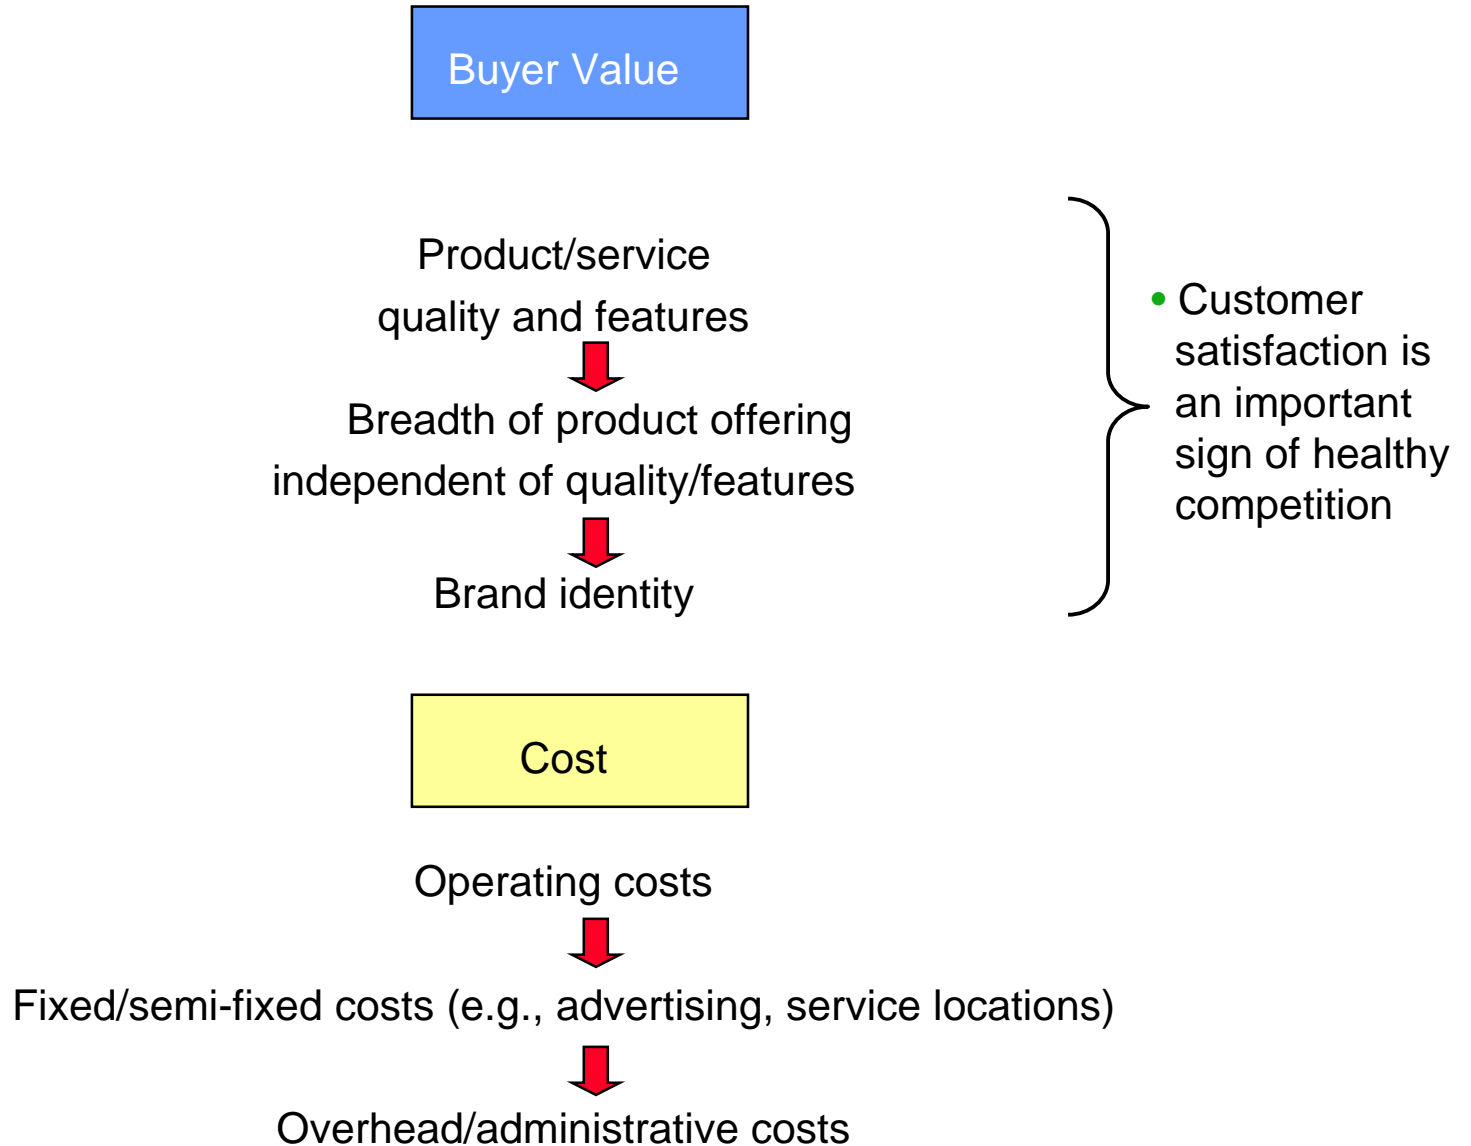 Buyer Value
Product/service
quality and features
Breadth of product offering
independent of quality/features
Brand identity
• Customer
satisfaction is
an important
sign of healthy
competition
Cost
Operating costs
Fixed/semi-fixed costs (e.g., advertising, service locations)
Overhead/administrative costs